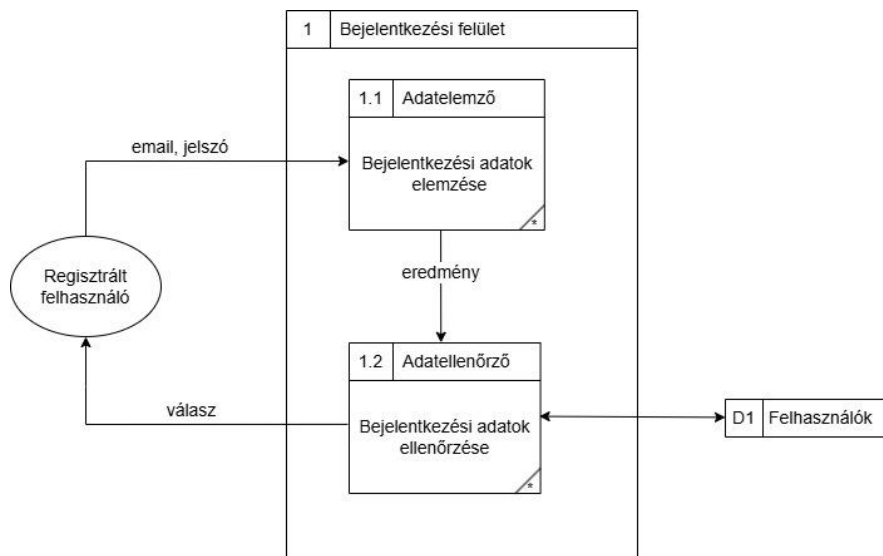 1 Bejelentkezési felület
1.1 Adatelemző
email, jelszó
Bejelentkezési adatok
elemzése
*
Regisztrált
felhasználó
eredmény
1.2 Adatellenőrző
válasz
Bejelentkezési adatok
ellenőrzése
*
D1 Felhasználók